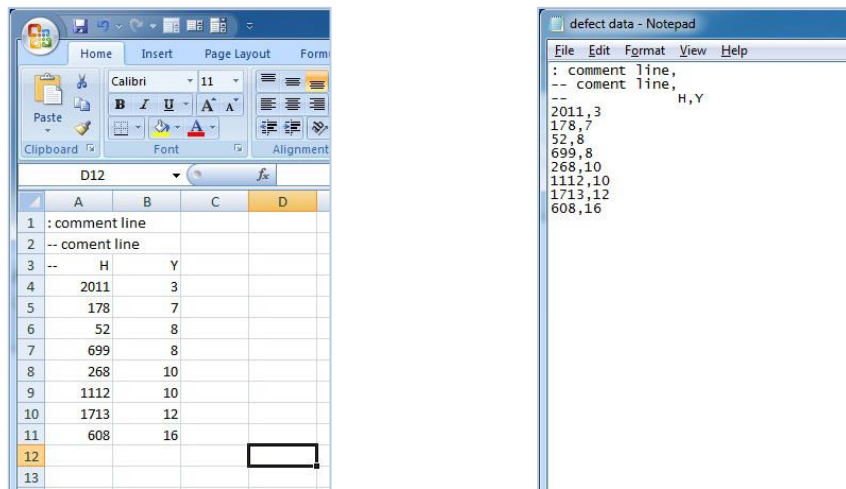 Home Insert Page Layout Form
Calibri 11
B I U A A
Paste
A
Clipboard Font Alignment
D12 fx
A B C D
1 : comment line
2 -- coment line
3 -- H Y
4 2011 3
5 178 7
6 52 8
7 699 8
8 268 10
9 1112 10
10 1713 12
11 608 16
12
13
defect data - Notepad
File Edit Format View Help
: comment line,
-- coment line,
-- H,Y
2011,3
178,7
52,8
699,8
268,10
1112,10
1713,12
608,16